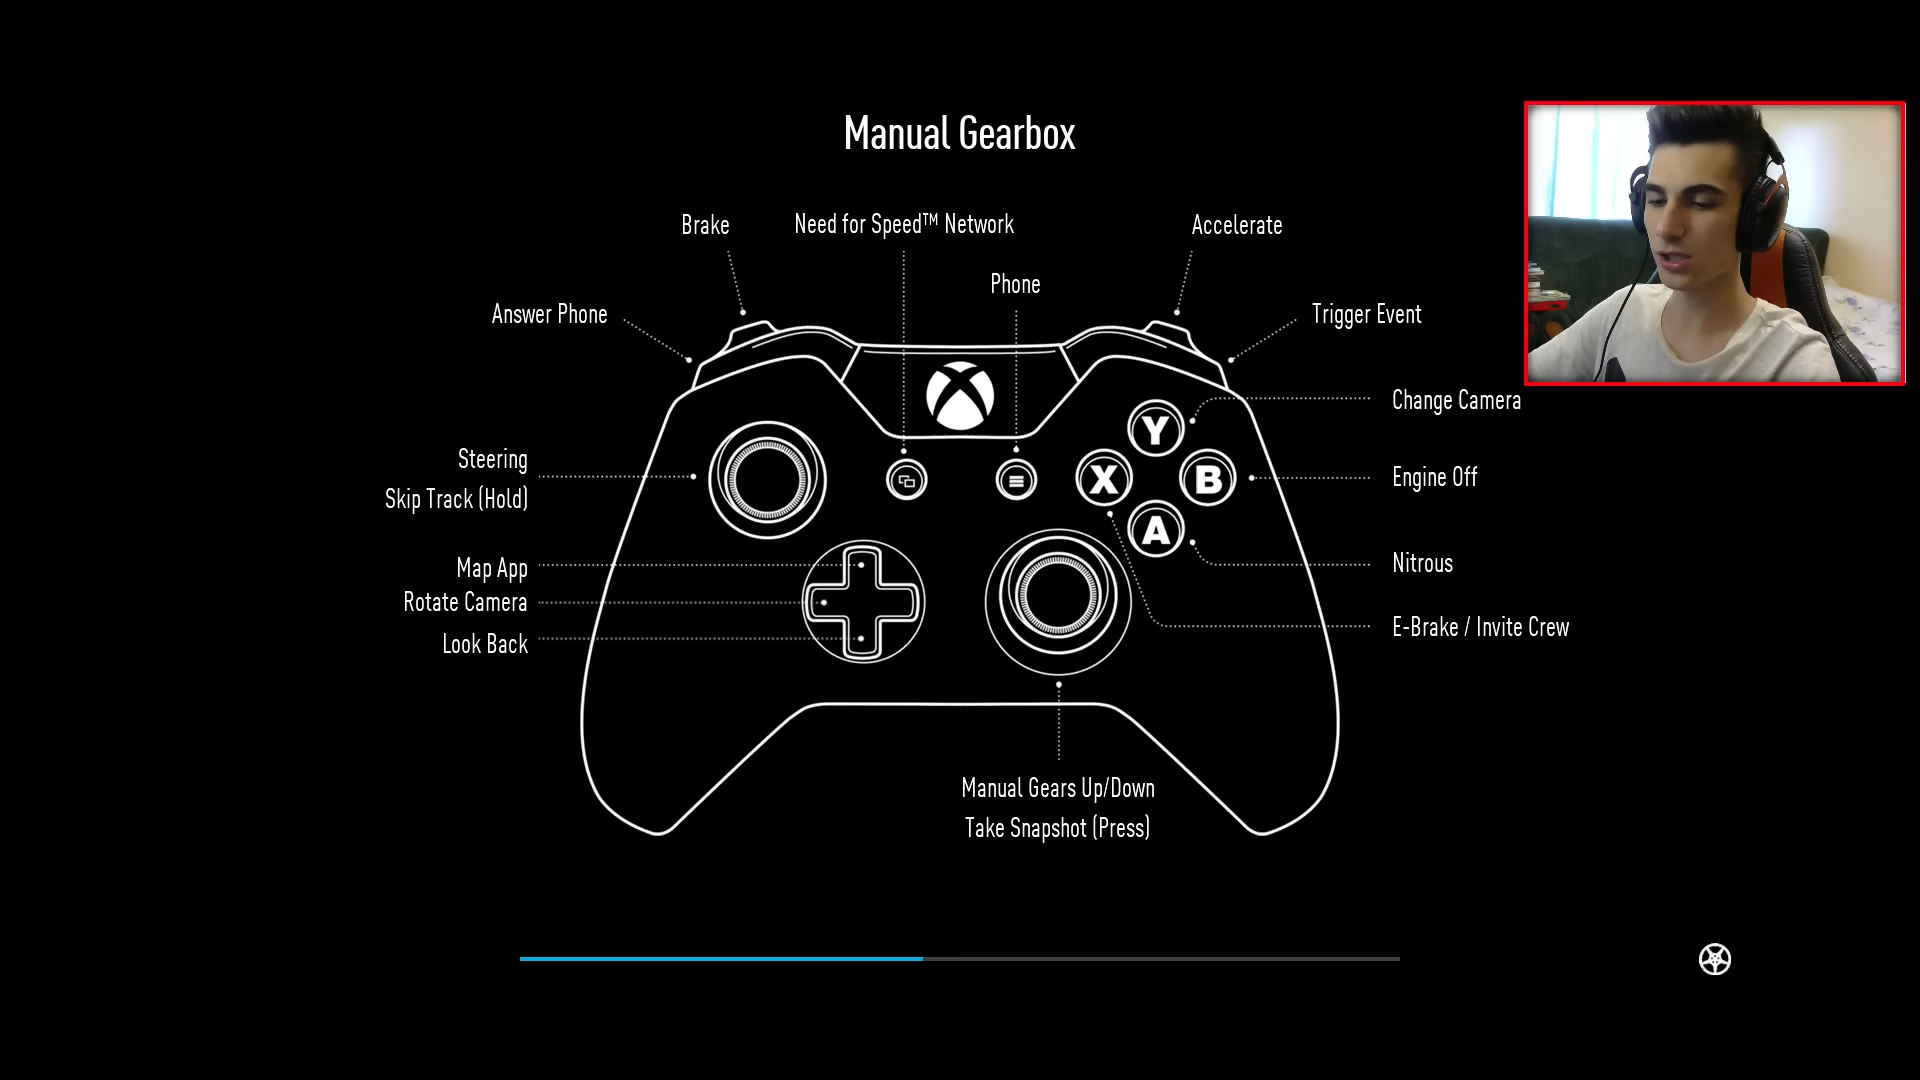 Manual Gearbox
Brake
Need for Speed™ Network
Accelerate
Phone
Answer Phone
Trigger Event
Change Camera
Steering
Skip Track (Hold)
Y
X
B
A
Engine Off
Map App
Rotate Camera
Look Back
Nitrous
E-Brake / Invite Crew
Manual Gears Up/Down
Take Snapshot (Press)